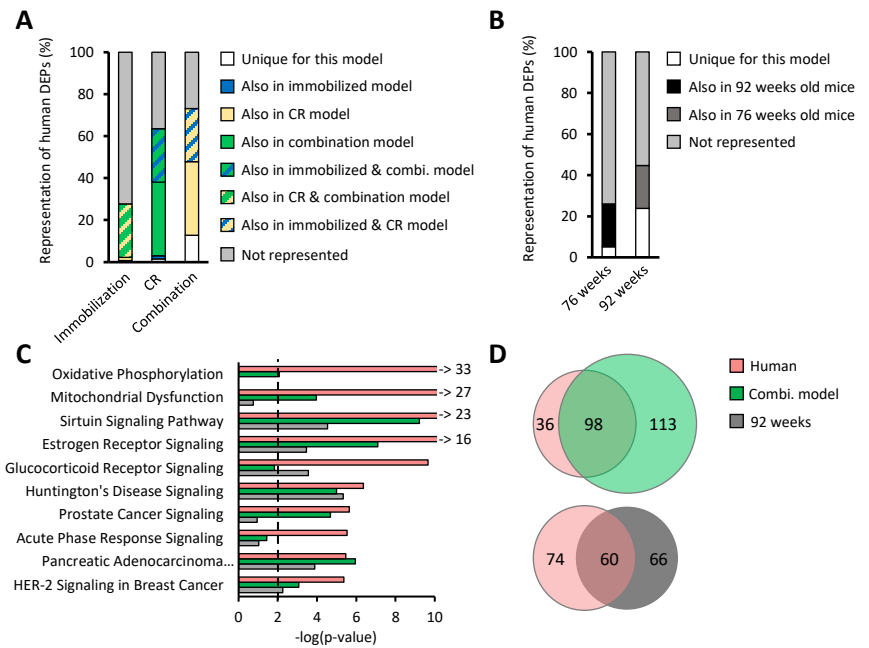 A
Representation of human DEPs (%)
100
80
60
40
20
0
Immobilization
CR
Combination
Unique for this model
Also in immobilized model
Also in CR model
Also in combination model
Also in immobilized & combi. model
Also in CR & combination model
Also in immobilized & CR model
Not represented
B
Representation of human DEPs (%)
100
80
60
40
20
0
76 weeks
92 weeks
Unique for this model
Also in 92 weeks old mice
Also in 76 weeks old mice
Not represented
C
Oxidative Phosphorylation
-> 33
Mitochondrial Dysfunction
-> 27
Sirtuin Signaling Pathway
-> 23
Estrogen Receptor Signaling
-> 16
Glucocorticoid Receptor Signaling
Huntington's Disease Signaling
Prostate Cancer Signaling
Acute Phase Response Signaling
Pancreatic Adenocarcinoma...
HER-2 Signaling in Breast Cancer
0 2 4 6 8 10
-log(p-value)
D
36 98 113
74 60 66
Human
Combi. model
92 weeks